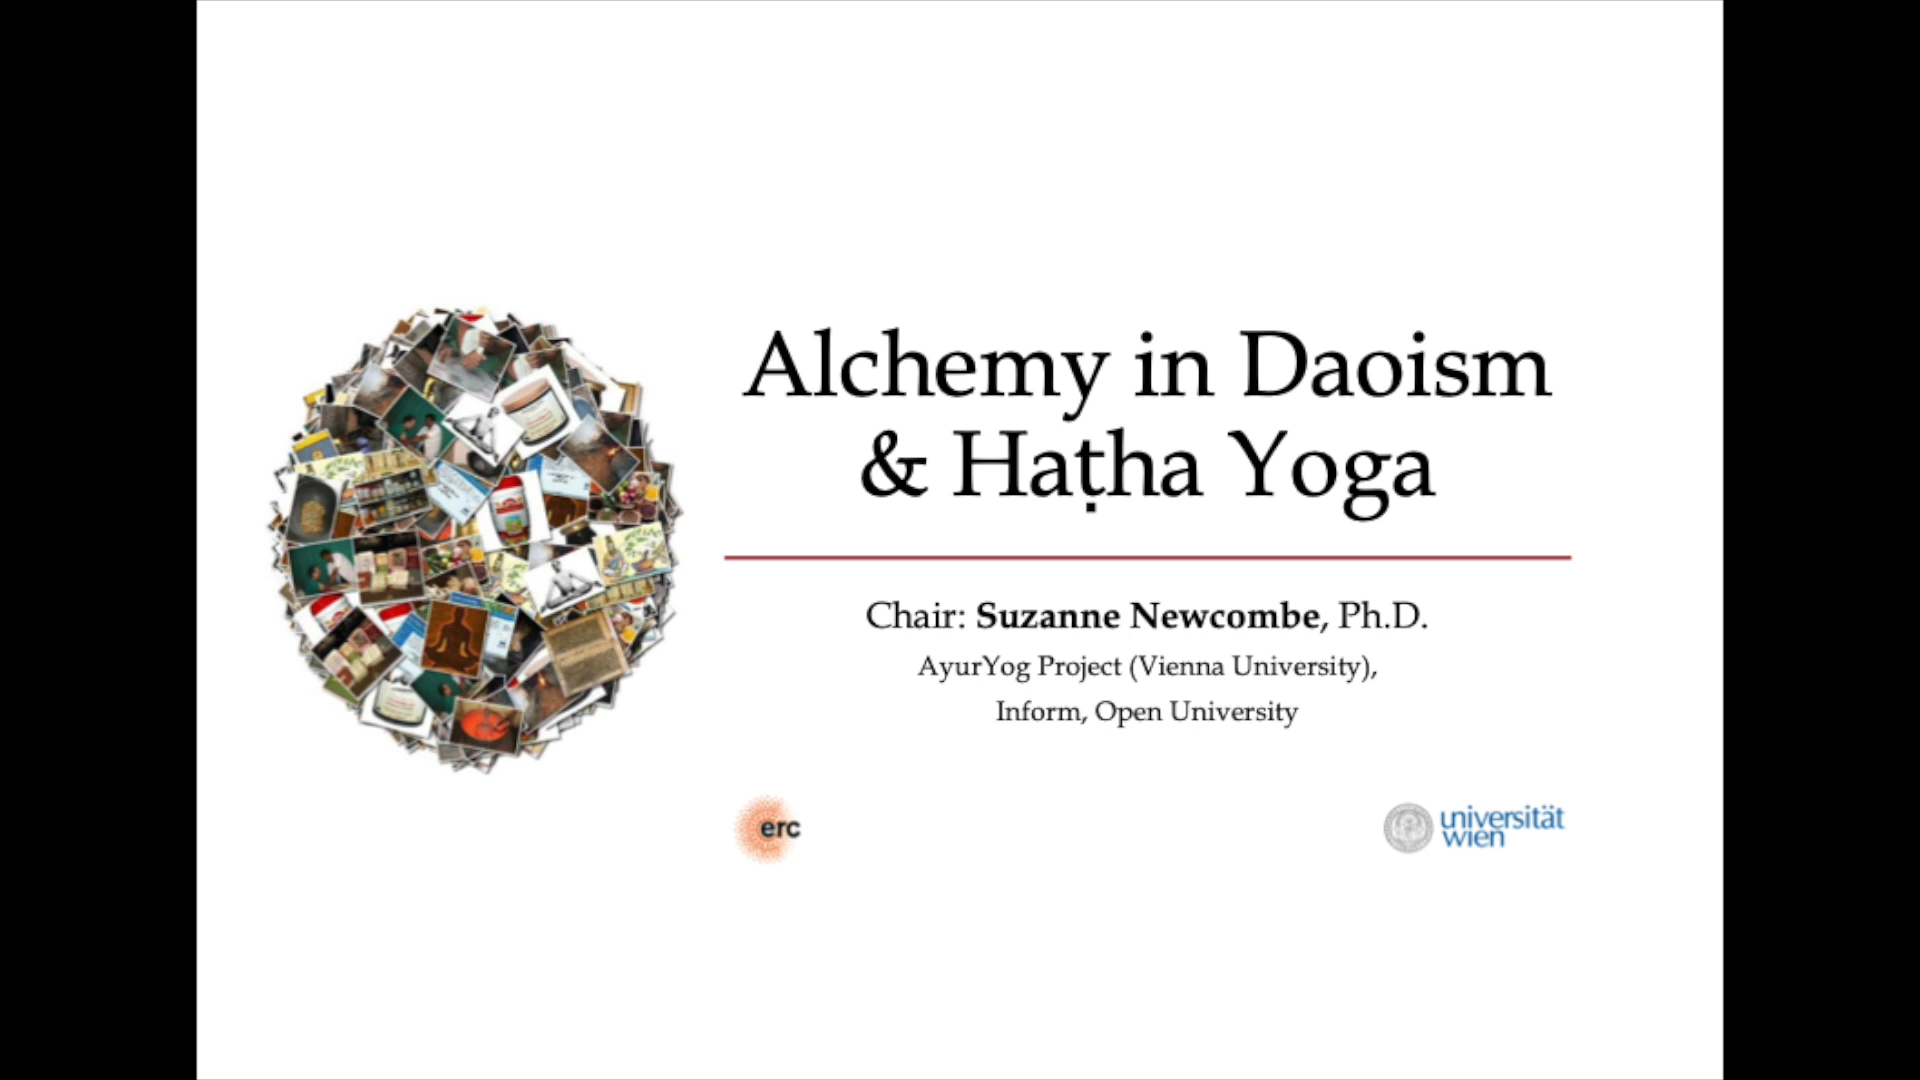 Alchemy in Daoism
& Haṭha Yoga
Chair: Suzanne Newcombe, Ph.D.
AyurYog Project (Vienna University),
Inform, Open University
erc
universität
wien